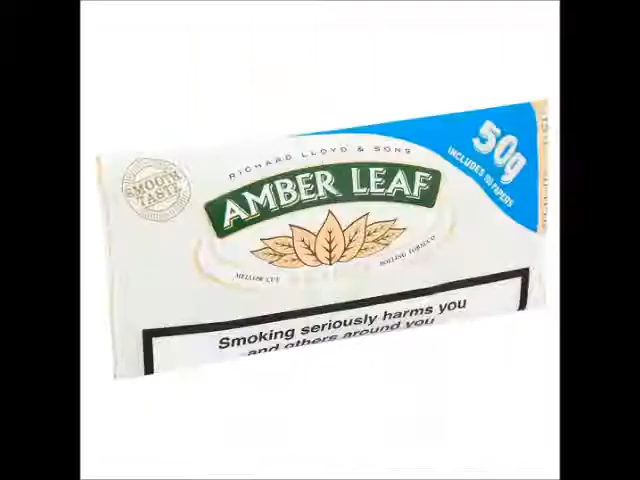 50g
INCLUDES 100 PAPERS
RICHARD LLOYD & SONS
SMOOTH
TASTE
AMBER LEAF
MELLOW CUT
ROLLING TOBACCO
Smoking seriously harms you
and others around you